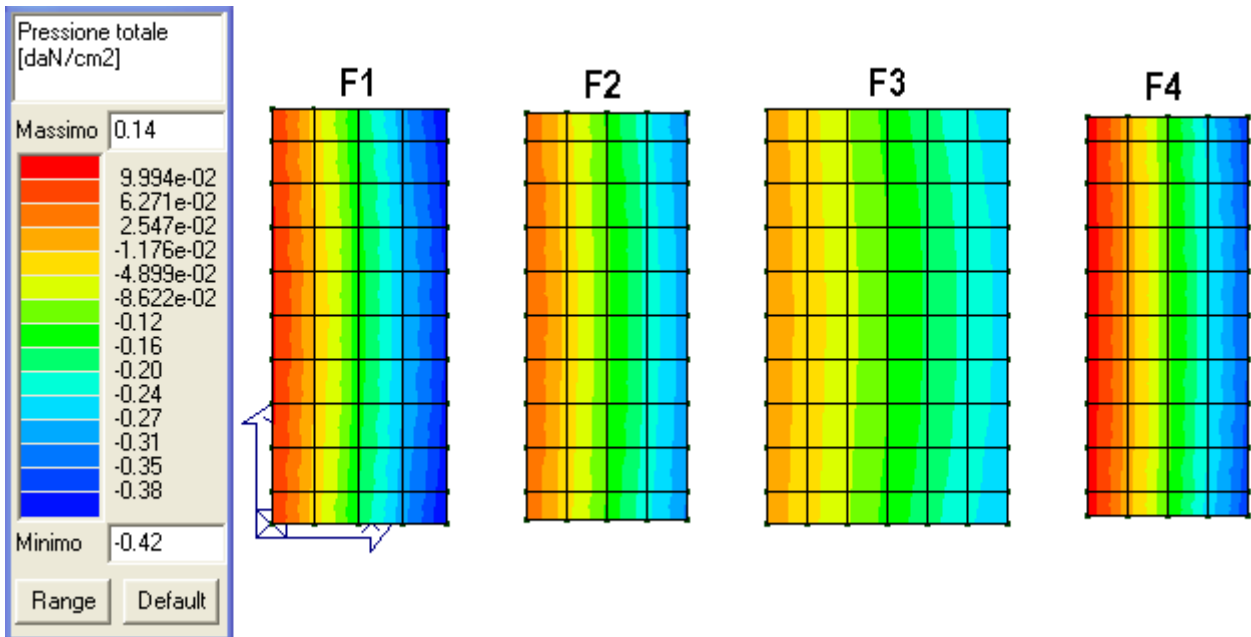 Pressione totale
[daN/cm2]
Massimo 0.14
9.994e-02
6.271e-02
2.547e-02
-1.176e-02
-4.899e-02
-8.622e-02
-0.12
-0.16
-0.20
-0.24
-0.27
-0.31
-0.35
-0.38
Minimo -0.42
Range Default
F1
F2
F3
F4